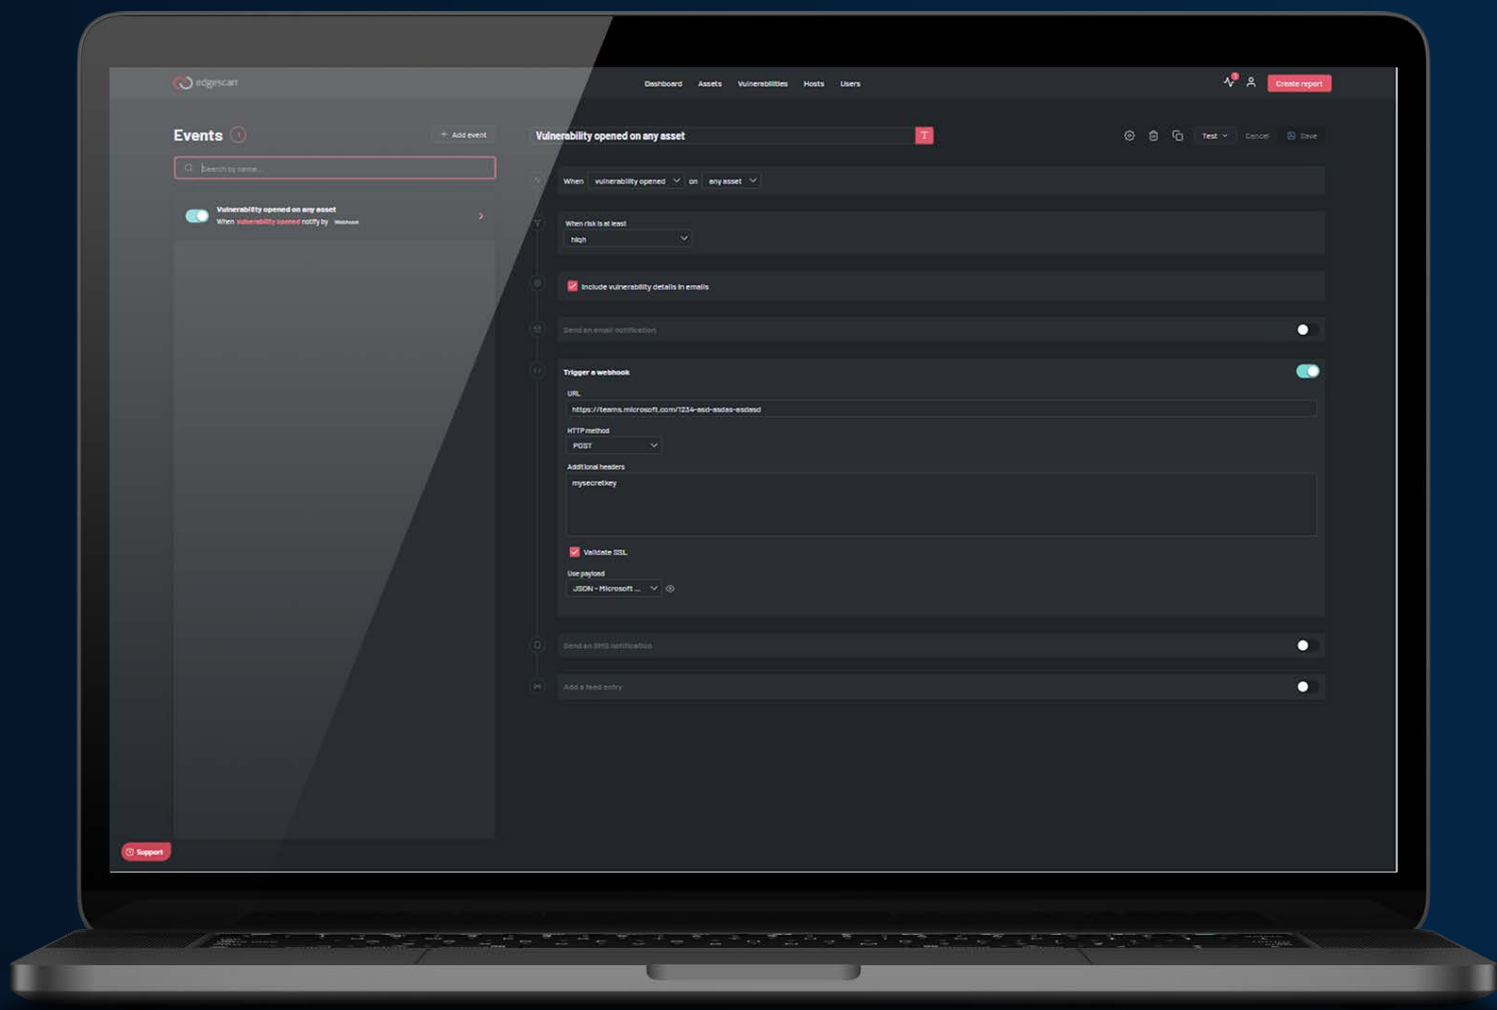 edgescan
Dashboard Assets Vulnerabilities Hosts Users
1
Create report
Events 1
+ Add event
Search by name...
Vulnerability opened on any asset
When vulnerability opened notify by Webhook
Vulnerability opened on any asset
T
Test
Cancel
Save
When vulnerability opened on any asset
When risk is at least
high
Include vulnerability details in emails
Send an email notification
Trigger a webhook
URL
https://teams.microsoft.com/1234-asd-asdas-asdasd
HTTP method
POST
Additional headers
mysecretkey
Validate SSL
Use payload
JSON - Microsoft ...
Send an SMS notification
Add a feed entry
Support